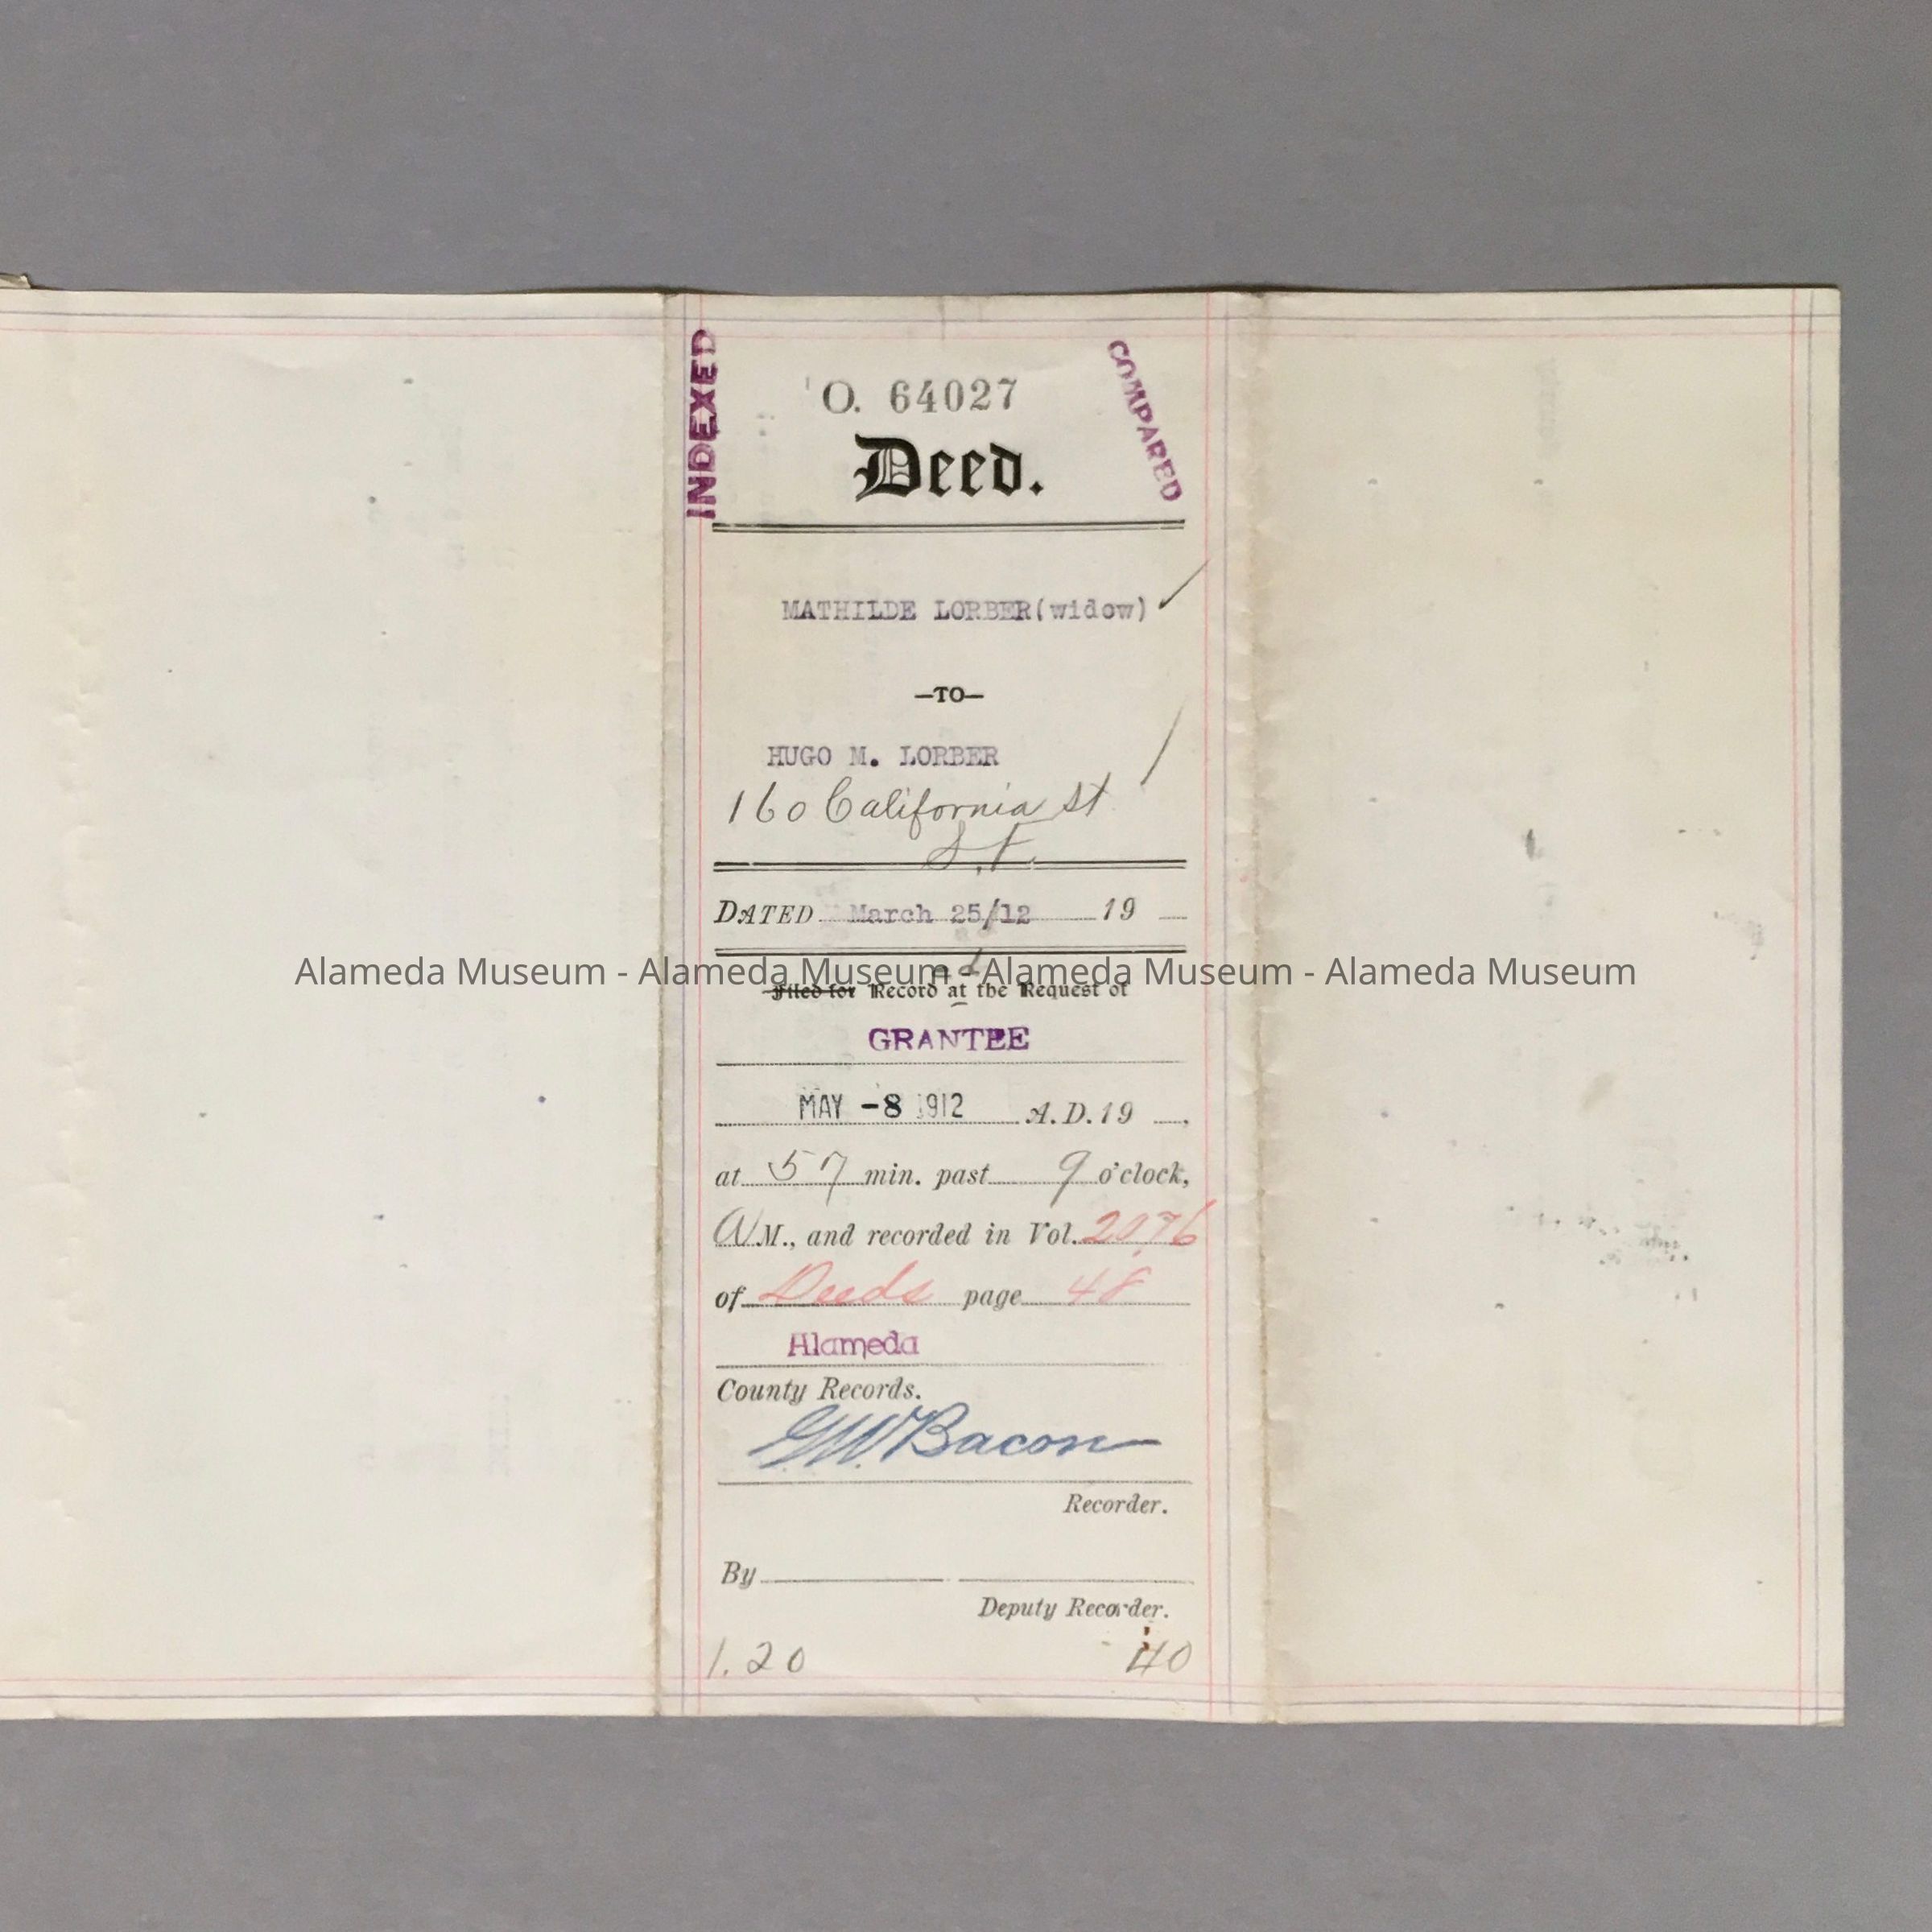 INDEXED
COMPARED
O. 64027
Deed.
MATHILDE LORBER(widow)
—TO—
HUGO M. LORBER
160 California St
S.F.
DATED March 25/12 19
Alameda Museum - Alameda Museum - Alameda Museum - Alameda Museum
ed
Filed for Record at the Request of
GRANTEE
MAY -8 1912 A.D. 19
at 57 min. past 9 o'clock,
A M., and recorded in Vol. 2076
of Deeds page 48
Alameda
County Records.
G.W. Bacon
Recorder.
By
Deputy Recorder.
1.20 40